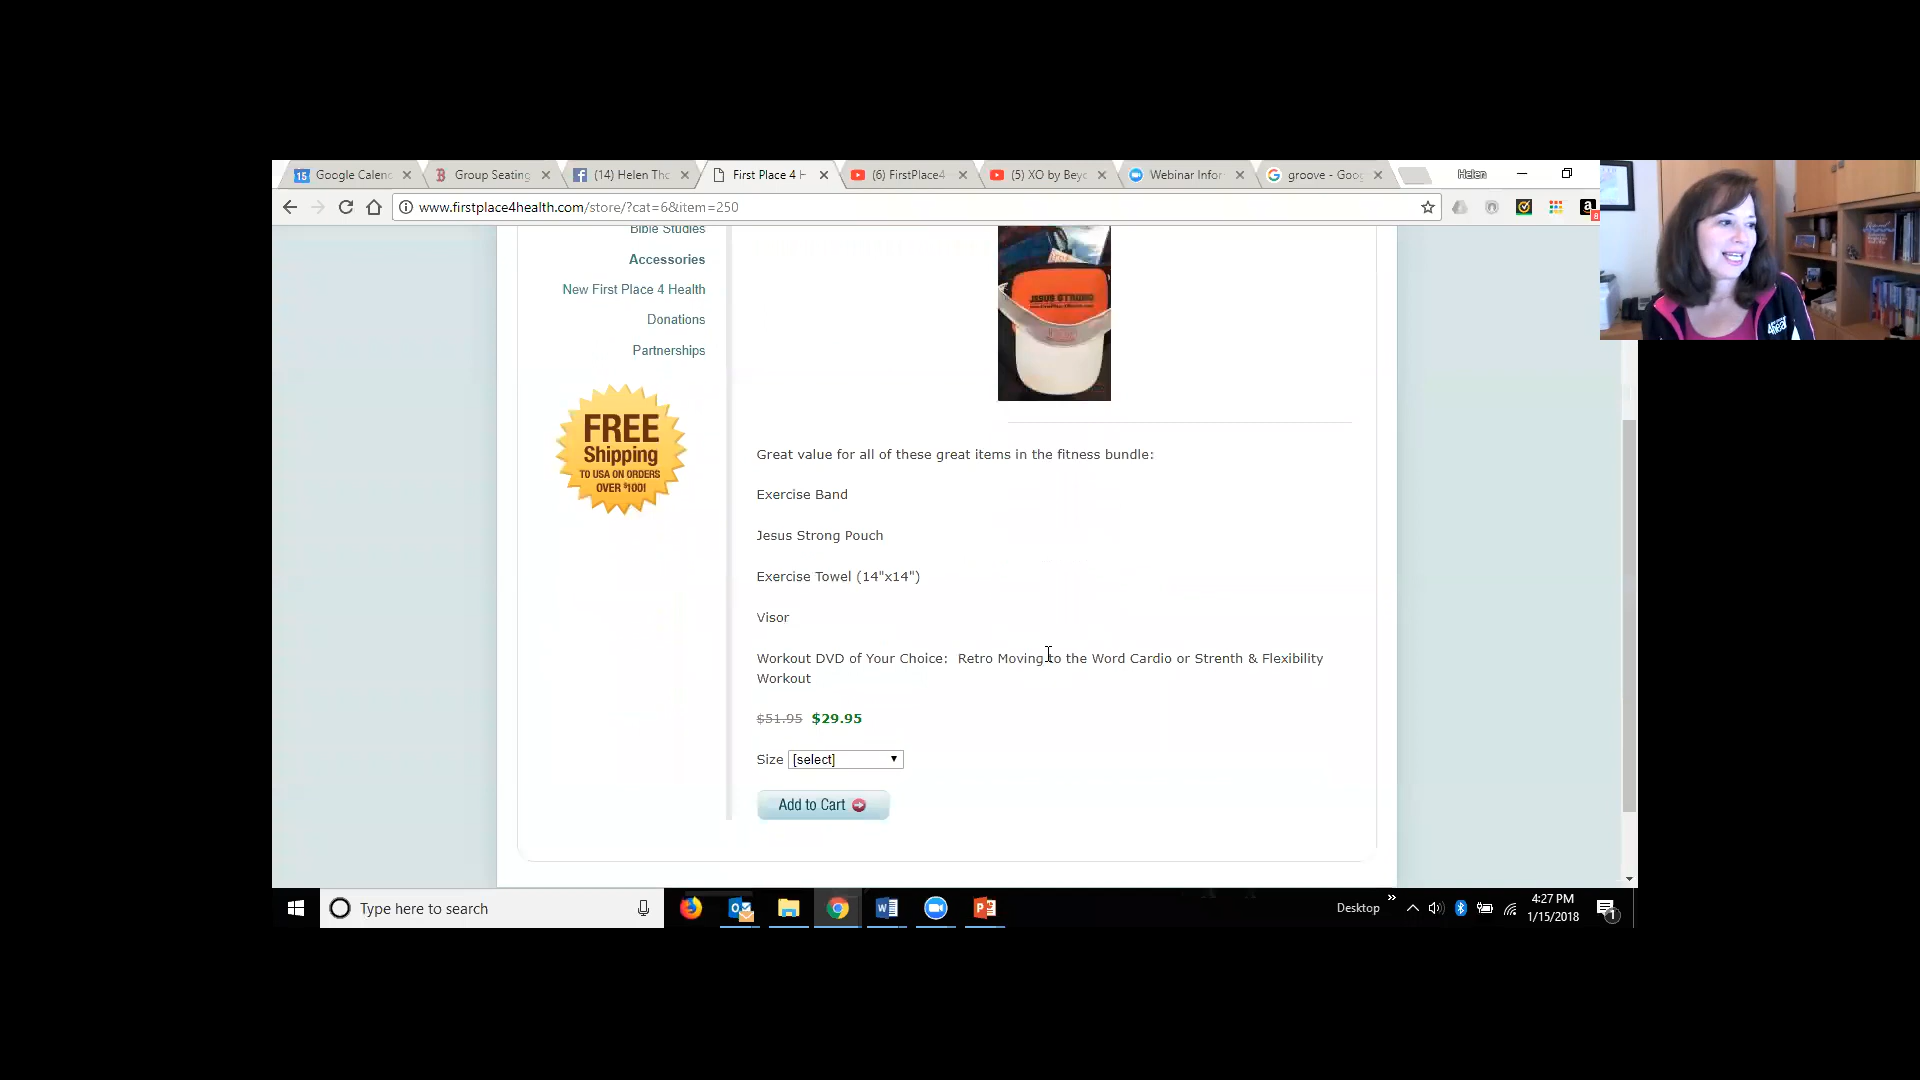 Google Calenc
Group Seating
(14) Helen Tho
First Place 4 H
(6) FirstPlace4
(5) XO by Beyc
Webinar Infor
groove - Goog
Helen
www.firstplace4health.com/store/?cat=6&item=250
Bible Studies
Accessories
New First Place 4 Health
Donations
Partnerships
JESUS STRONG
FREE
Shipping
TO USA ON ORDERS
OVER $100!
Great value for all of these great items in the fitness bundle:
Exercise Band
Jesus Strong Pouch
Exercise Towel (14"x14")
Visor
Workout DVD of Your Choice:  Retro Moving to the Word Cardio or Strenth & Flexibility
Workout
$51.95 $29.95
Size [select]
Add to Cart
Type here to search
Desktop
4:27 PM
1/15/2018